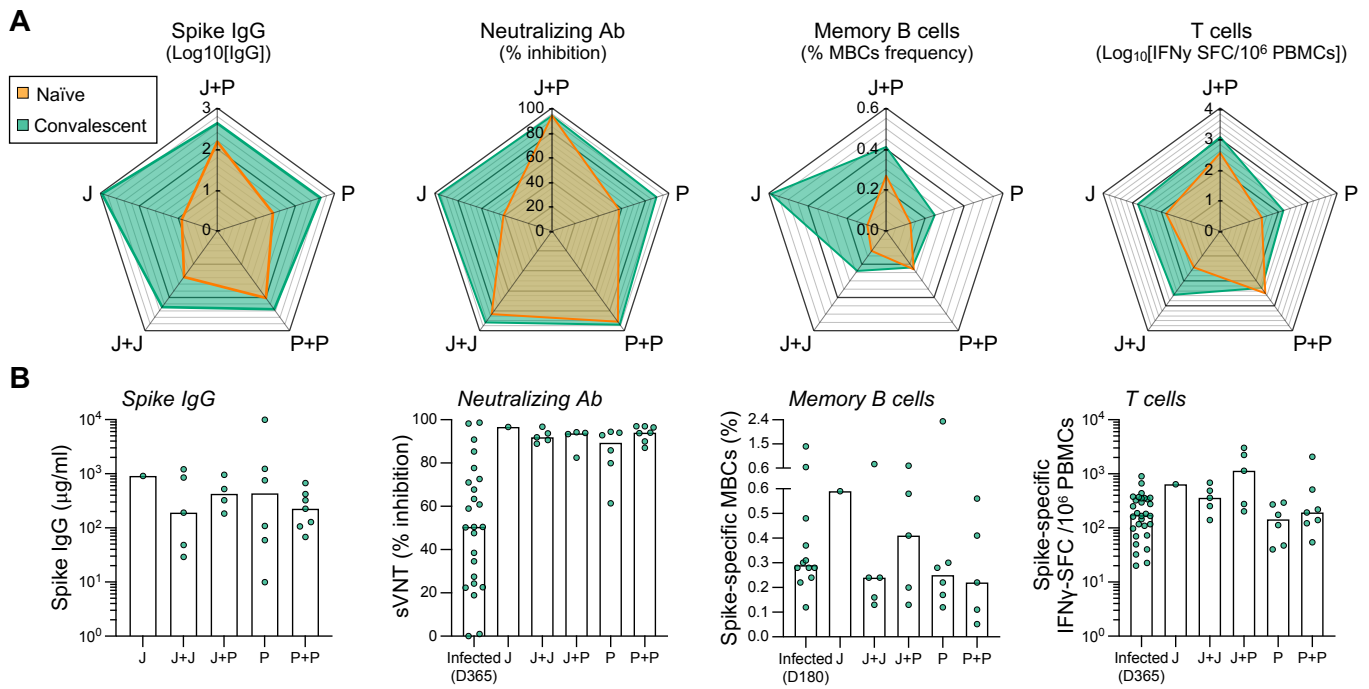 A
Spike IgG
(Log10[IgG])
Neutralizing Ab
(% inhibition)
Memory B cells
(% MBCs frequency)
T cells
(Log₁₀[IFNγ SFC/10⁶ PBMCs])
Naïve
Convalescent
J+P
3
2
1
0
J
P
J+J
P+P
J+P
100
80
60
40
20
0
J
P
J+J
P+P
J+P
0.6
0.4
0.2
0.0
J
P
J+J
P+P
J+P
4
3
2
1
0
J
P
J+J
P+P
B
Spike IgG
Spike IgG (µg/ml)
10⁴
10³
10²
10¹
10⁰
J
J+J
J+P
P
P+P
Neutralizing Ab
sVNT (% inhibition)
100
80
60
40
20
0
Infected
(D365)
J
J+J
J+P
P
P+P
Memory B cells
Spike-specific MBCs (%)
2.4
1.5
0.6
0.6
0.5
0.4
0.3
0.2
0.1
0.0
Infected
(D180)
J
J+J
J+P
P
P+P
T cells
Spike-specific
IFNγ-SFC /10⁶ PBMCs
10⁴
10³
10²
10¹
10⁰
Infected
(D365)
J
J+J
J+P
P
P+P